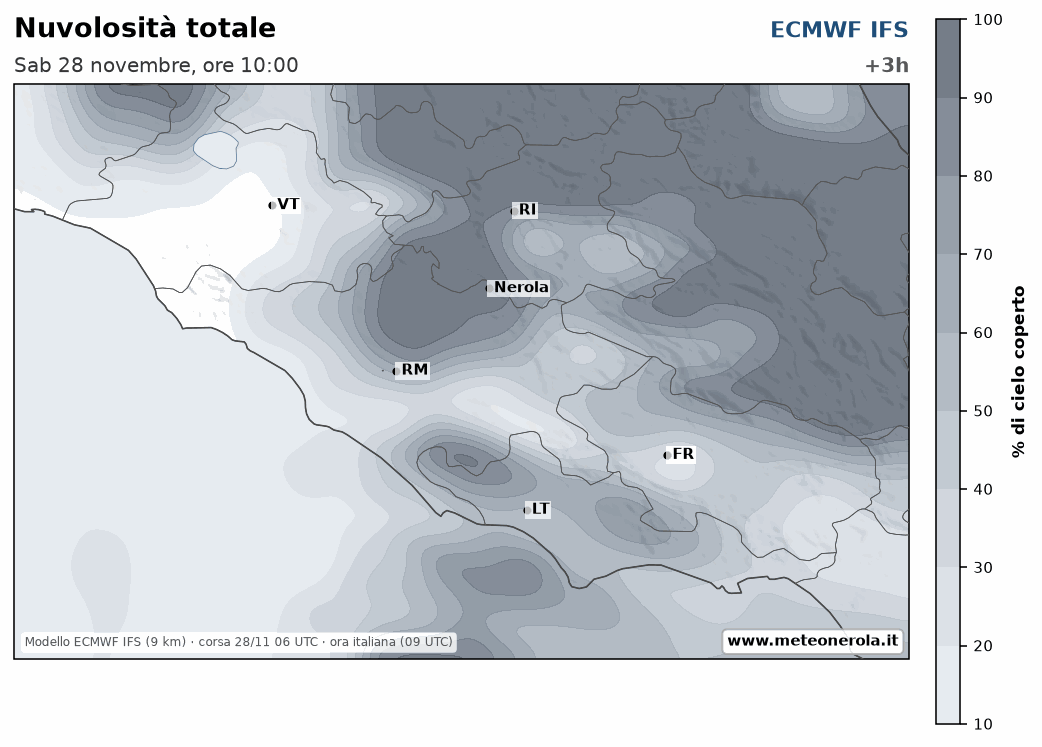 Nuvolosità totale
ECMWF IFS
Sab 28 novembre, ore 10:00
+3h
VT
RI
Nerola
RM
FR
LT
Modello ECMWF IFS (9 km) · corsa 28/11 06 UTC · ora italiana (09 UTC)
www.meteonerola.it
100
90
80
70
60
50
40
30
20
10
% di cielo coperto